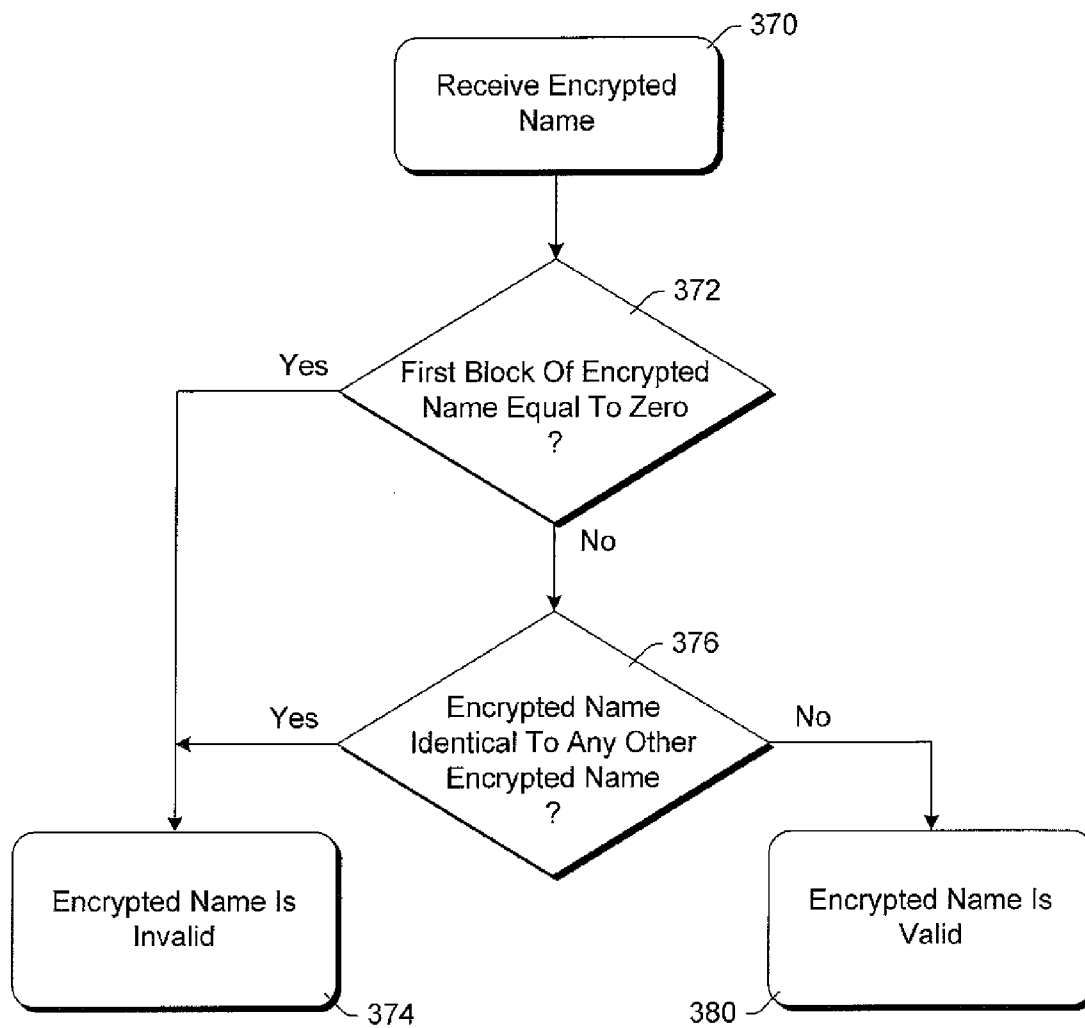 370
Receive Encrypted
Name
372
Yes
First Block Of Encrypted
Name Equal To Zero
?
No
376
Yes
Encrypted Name
Identical To Any Other
Encrypted Name
?
No
Encrypted Name Is
Invalid
374
Encrypted Name Is
Valid
380